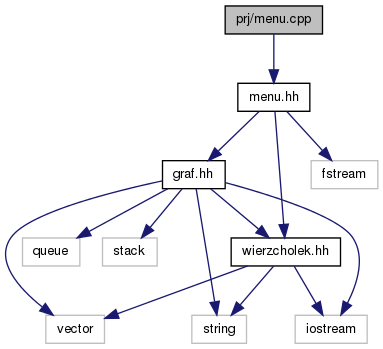 prj/menu.cpp
menu.hh
graf.hh
fstream
queue
stack
wierzcholek.hh
vector
string
iostream